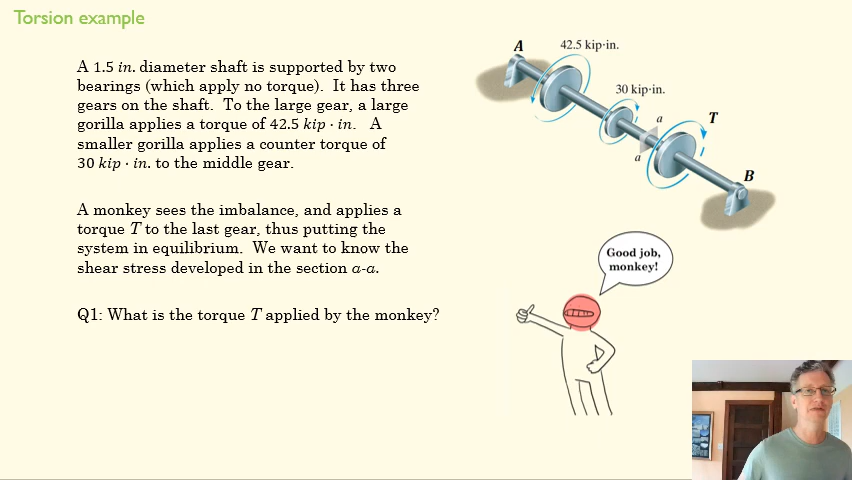 Torsion example
A 1.5 in. diameter shaft is supported by two
bearings (which apply no torque).  It has three
gears on the shaft.  To the large gear, a large
gorilla applies a torque of 42.5 kip · in.   A
smaller gorilla applies a counter torque of
30 kip · in. to the middle gear.
A monkey sees the imbalance, and applies a
torque T to the last gear, thus putting the
system in equilibrium.  We want to know the
shear stress developed in the section a-a.
Q1: What is the torque T applied by the monkey?
A
42.5 kip·in.
30 kip·in.
a
T
a
B
Good job,
monkey!